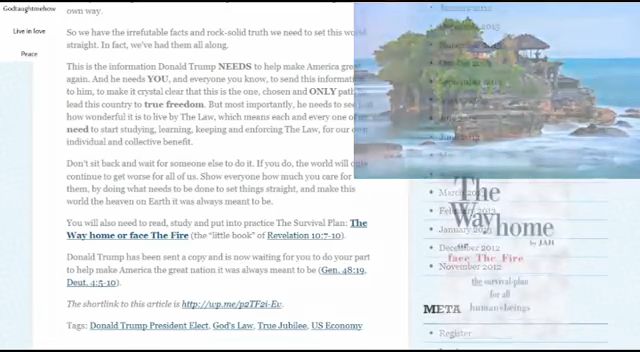 Godtaughtmehow
Live in love
Peace
own way.
So we have the irrefutable facts and rock-solid truth we need to set this world
straight. In fact, we've had them all along.
This is the information Donald Trump NEEDS to help make America great
again. And he needs YOU, and everyone you know, to send this information
to him, to make it crystal clear that this is the one, chosen and ONLY path
lead this country to true freedom. But most importantly, he needs to see just
how wonderful it is to live by The Law, which means each and every one of us
need to start studying, learning, keeping and enforcing The Law, for our own
individual and collective benefit.
Don't sit back and wait for someone else to do it. If you do, the world will only
continue to get worse for all of us. Show everyone how much you care for
them, by doing what needs to be done to set things straight, and make this
world the heaven on Earth it was always meant to be.
You will also need to read, study and put into practice The Survival Plan: The
Way home or face The Fire (the "little book" of Revelation 10:7-10).
Donald Trump has been sent a copy and is now waiting for you to do your part
to help make America the great nation it was always meant to be (Gen. 48:19,
Deut. 4:5-10).
The shortlink to this article is http://wp.me/p2TF2i-Ev.
Tags: Donald Trump President Elect, God's Law, True Jubilee, US Economy
March 2013
The
Way home
by JAH
or
face The Fire
the survival plan
for all
human+beings
January 2013
December 2012
November 2012
META
Register